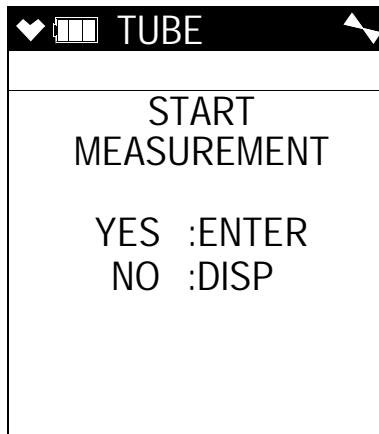 TUBE
START
MEASUREMENT
YES :ENTER
NO :DISP